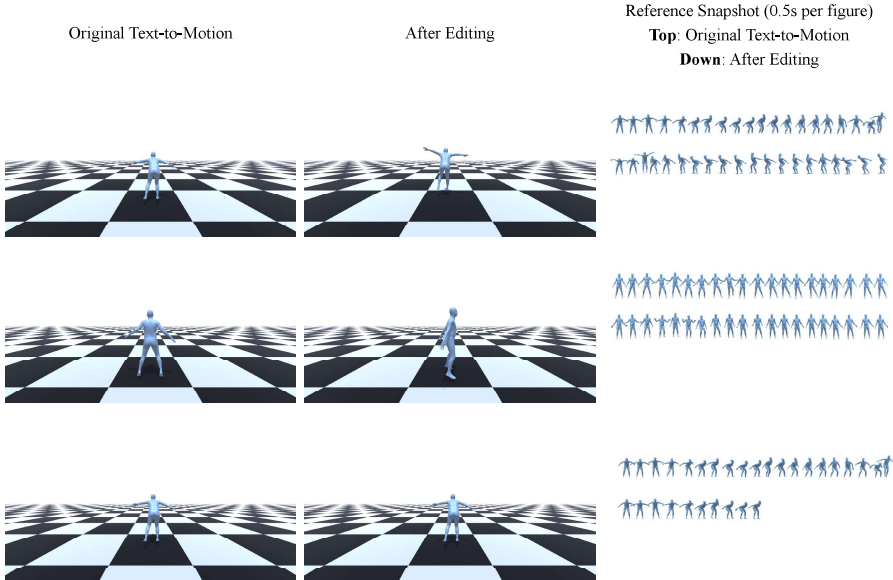 Original Text-to-Motion
After Editing
Reference Snapshot (0.5s per figure)
Top: Original Text-to-Motion
Down: After Editing